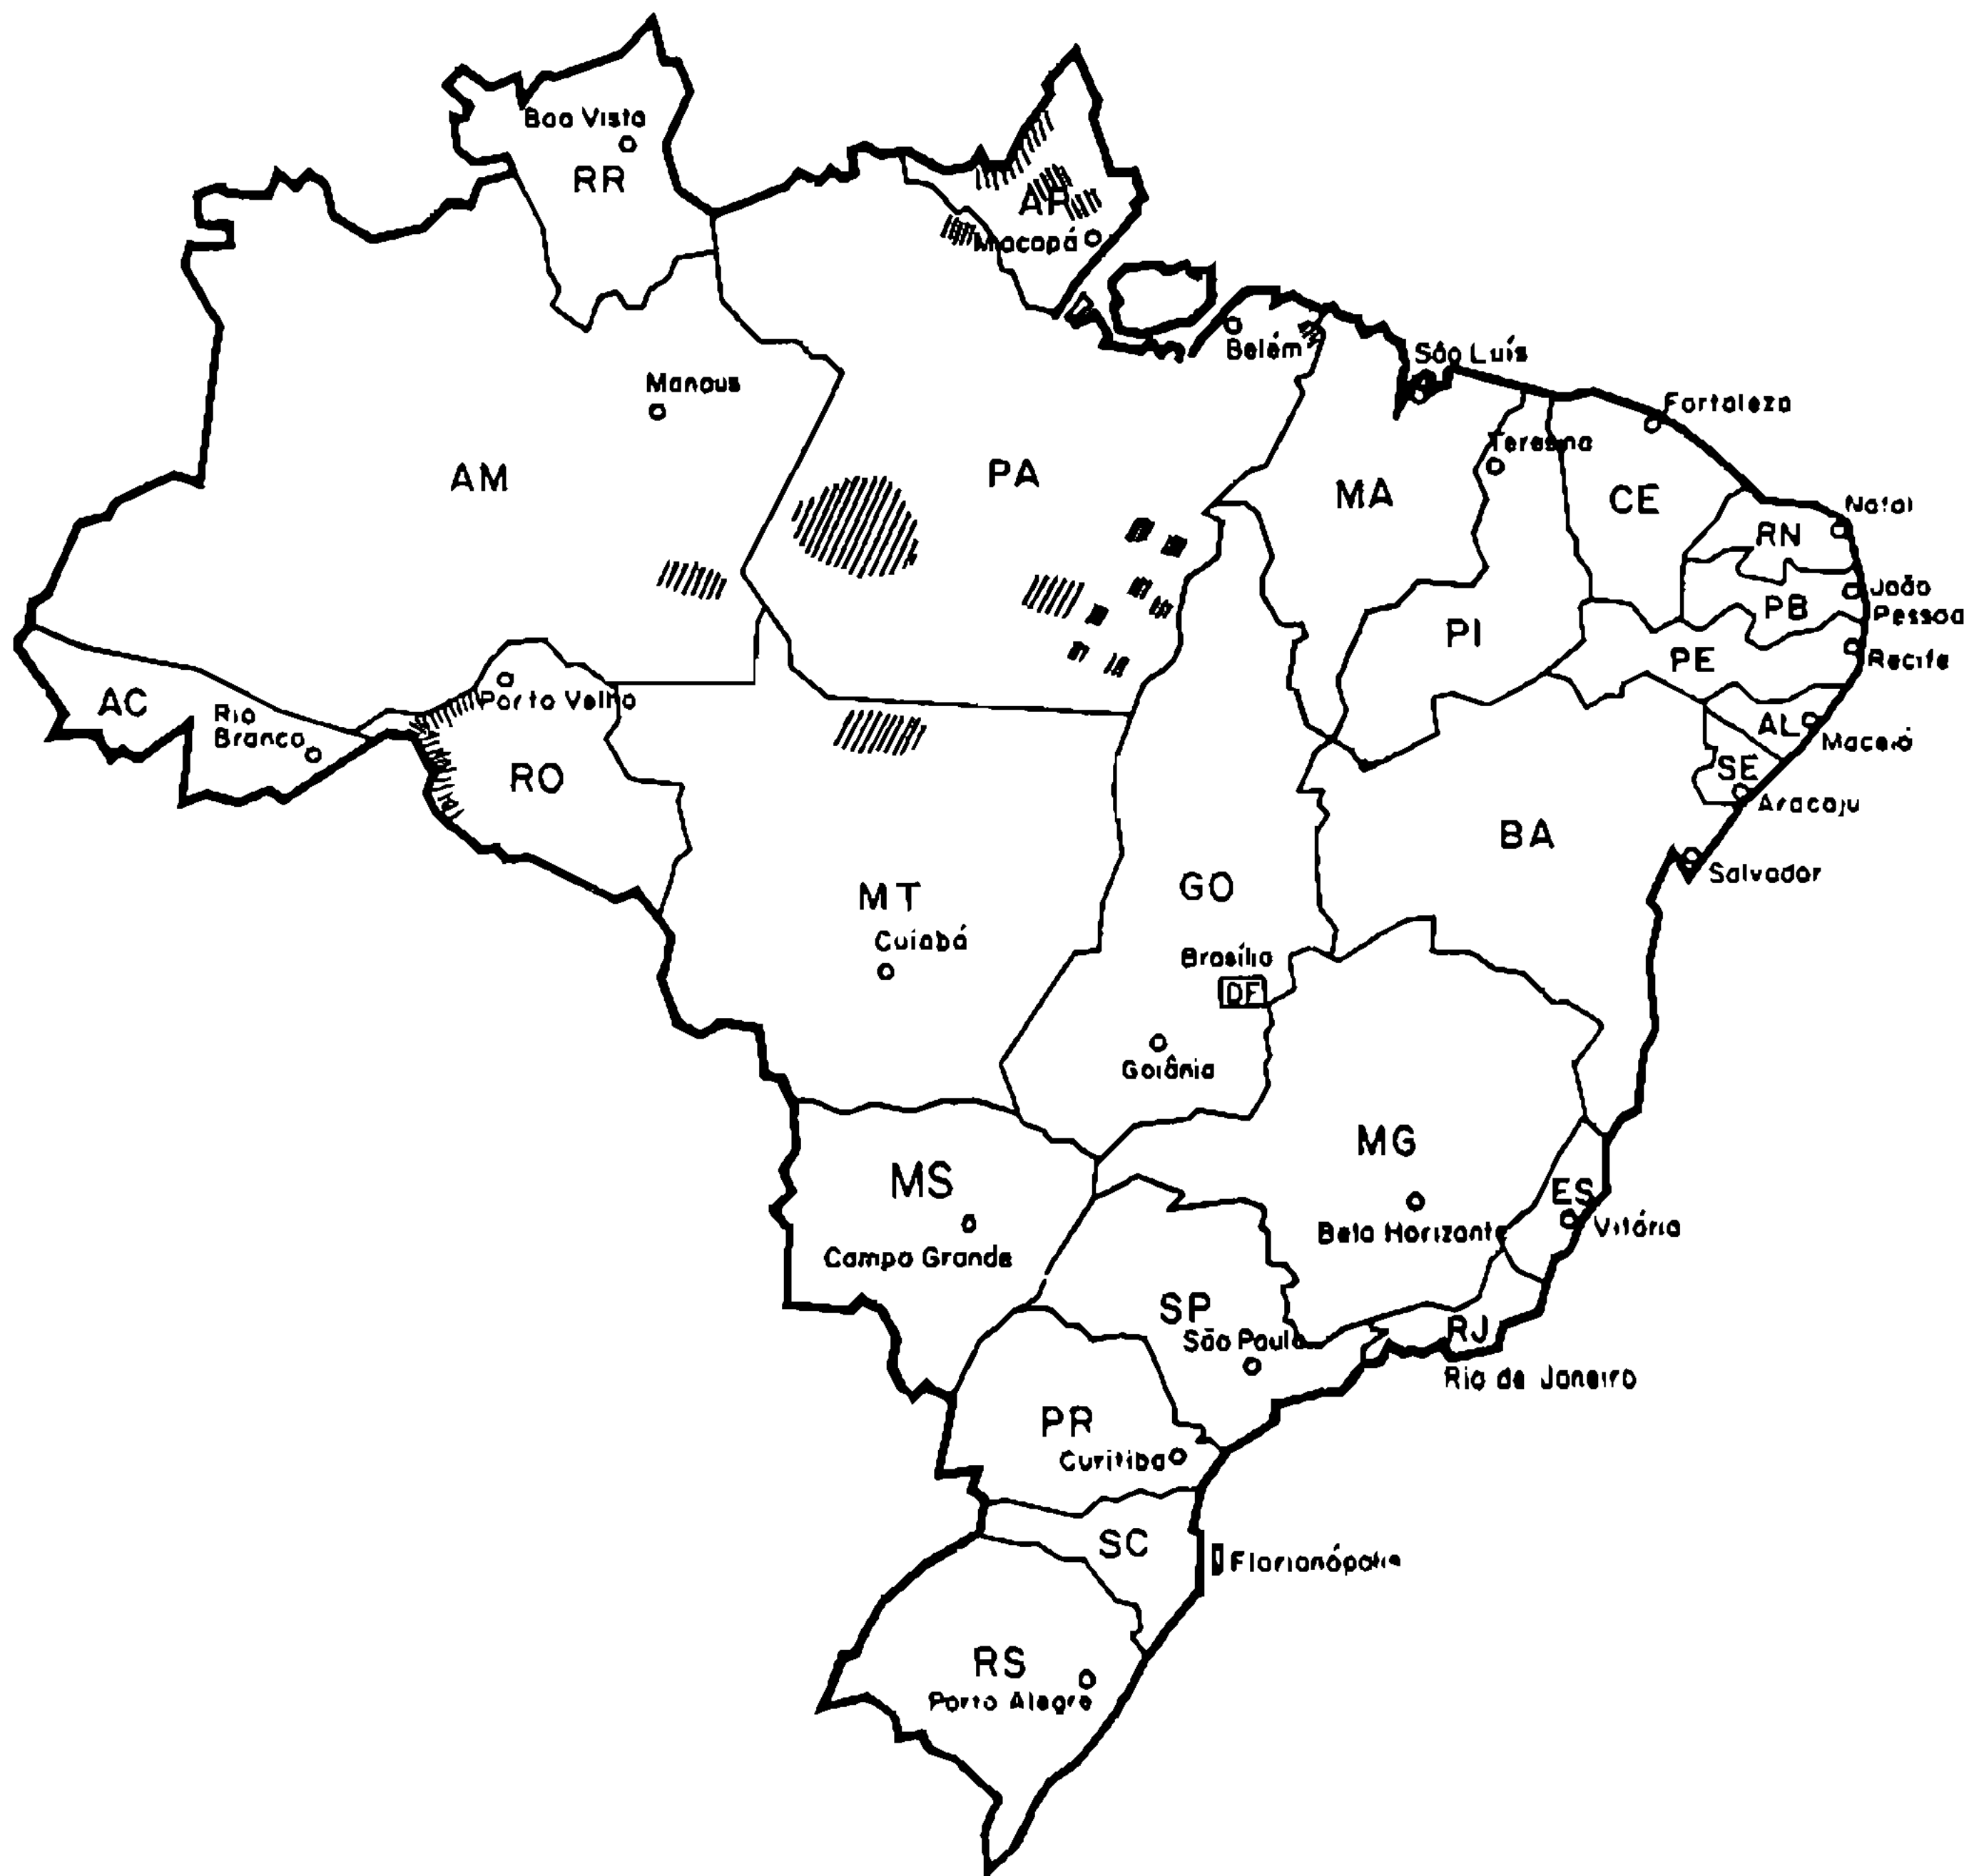 Boa Vista
RR
AP
Macapá
Belém
São Luís
Manaus
Fortaleza
Teresina
AM
PA
MA
CE
Natal
RN
João
Pessoa
PB
PI
PE
Recife
AC
Rio
Branco
Porto Velho
AL
Maceió
RO
SE
Aracaju
BA
Salvador
MT
GO
Cuiabá
Brasília
DF
Goiânia
MG
MS
ES
Vitória
Belo Horizonte
Campo Grande
SP
São Paulo
RJ
Rio de Janeiro
PR
Curitiba
SC
Florianópolis
RS
Porto Alegre